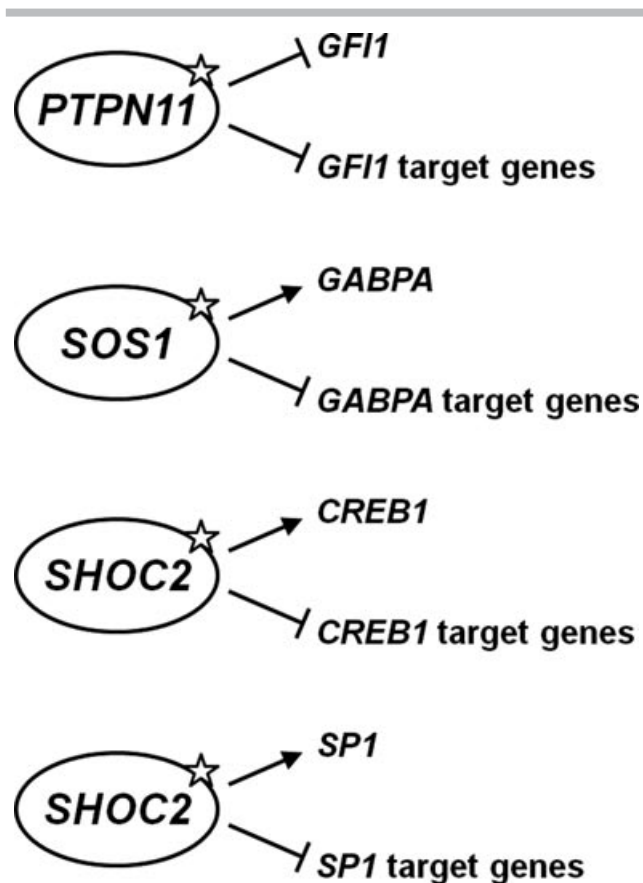 GFI1
PTPN11
GFI1 target genes
GABPA
SOS1
GABPA target genes
CREB1
SHOC2
CREB1 target genes
SP1
SHOC2
SP1 target genes